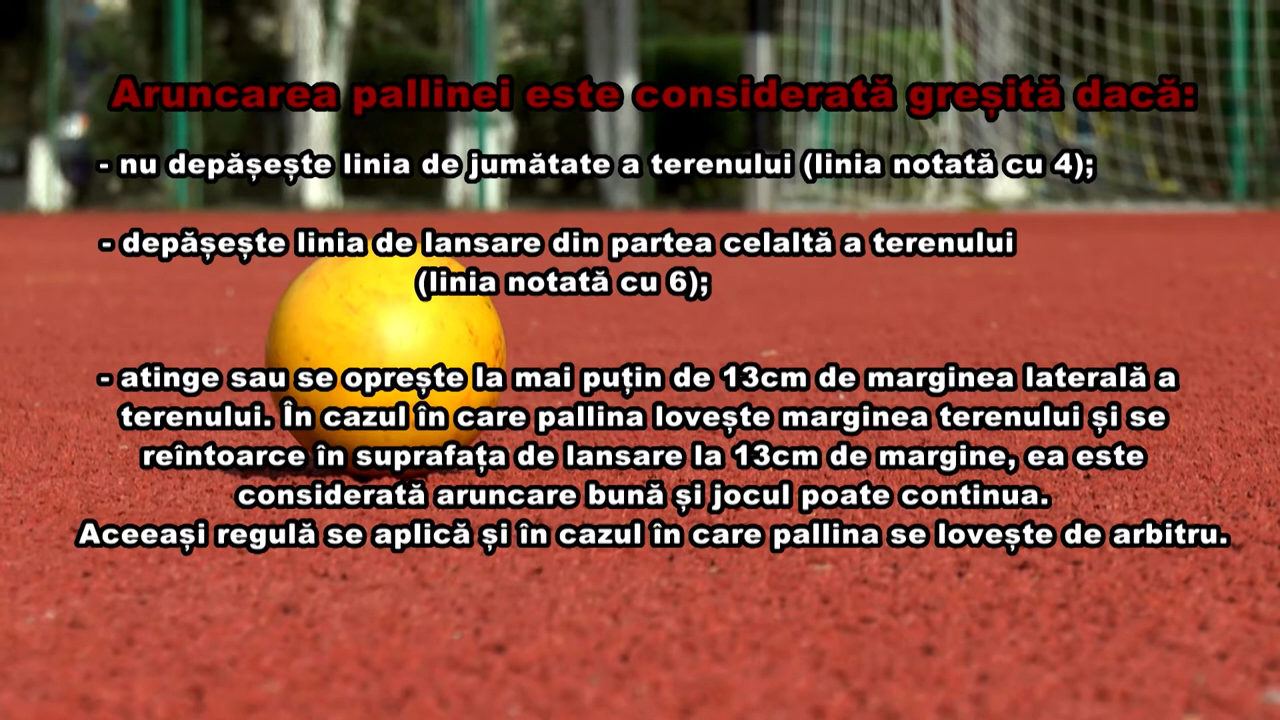 Aruncarea pallinei este considerată greșită dacă:
- nu depășește linia de jumătate a terenului (linia notată cu 4);
- depășește linia de lansare din partea celaltă a terenului
(linia notată cu 6);
- atinge sau se oprește la mai puțin de 13cm de marginea laterală a
terenului. În cazul în care pallina lovește marginea terenului și se
reîntoarce în suprafața de lansare la 13cm de margine, ea este
considerată aruncare bună și jocul poate continua.
Aceeași regulă se aplică și în cazul în care pallina se lovește de arbitru.